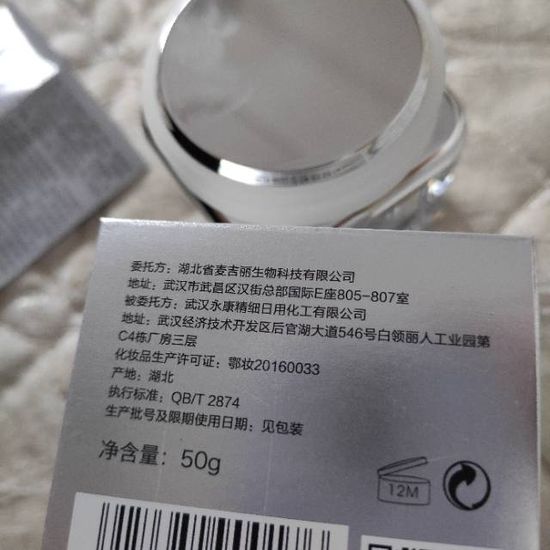 委托方：湖北省麦吉丽生物科技有限公司
地址：武汉市武昌区汉街总部国际E座805-807室
被委托方：武汉永康精细日用化工有限公司
地址：武汉经济技术开发区后官湖大道546号白领丽人工业园第
C4栋厂房三层
化妆品生产许可证：鄂妆20160033
产地：湖北
执行标准：QB/T 2874
生产批号及限期使用日期：见包装
净含量：50g
12M